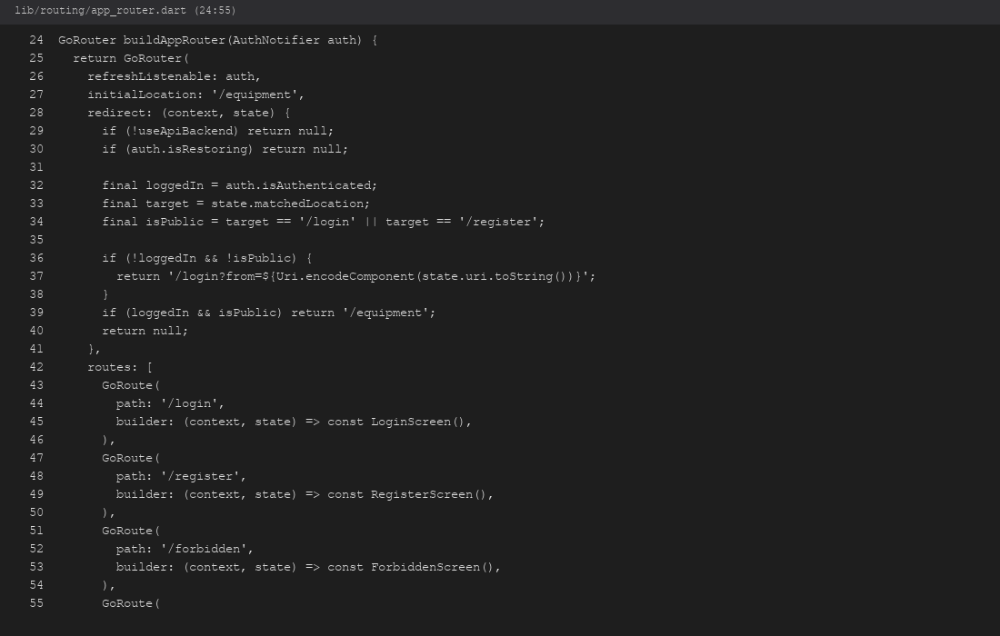 lib/routing/app_router.dart (24:55)
24  GoRouter buildAppRouter(AuthNotifier auth) {
25    return GoRouter(
26      refreshListenable: auth,
27      initialLocation: '/equipment',
28      redirect: (context, state) {
29        if (!useApiBackend) return null;
30        if (auth.isRestoring) return null;
31
32        final loggedIn = auth.isAuthenticated;
33        final target = state.matchedLocation;
34        final isPublic = target == '/login' || target == '/register';
35
36        if (!loggedIn && !isPublic) {
37          return '/login?from=${Uri.encodeComponent(state.uri.toString())}';
38        }
39        if (loggedIn && isPublic) return '/equipment';
40        return null;
41      },
42      routes: [
43        GoRoute(
44          path: '/login',
45          builder: (context, state) => const LoginScreen(),
46        ),
47        GoRoute(
48          path: '/register',
49          builder: (context, state) => const RegisterScreen(),
50        ),
51        GoRoute(
52          path: '/forbidden',
53          builder: (context, state) => const ForbiddenScreen(),
54        ),
55        GoRoute(